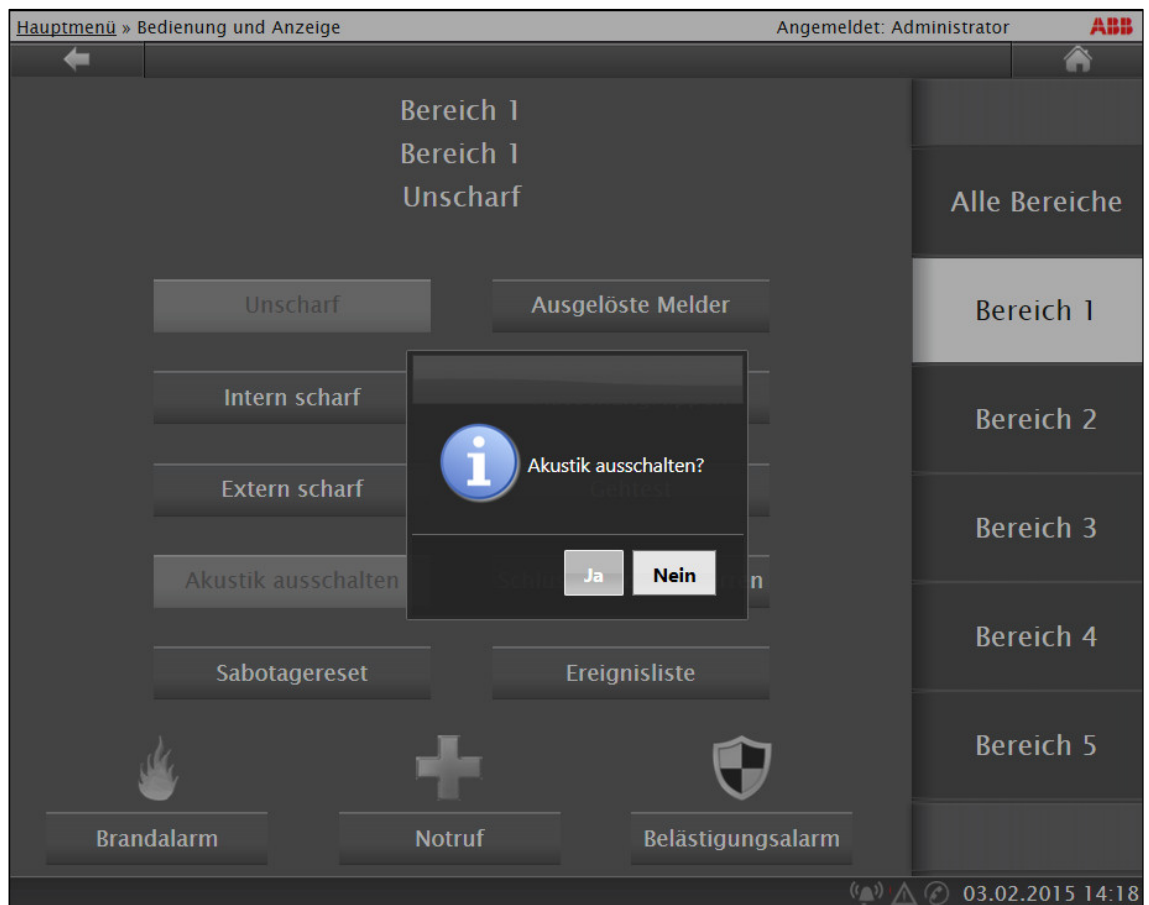 Hauptmenü » Bedienung und Anzeige Angemeldet: Administrator ABB
Bereich 1
Bereich 1
Unscharf
Alle Bereiche
Unscharf Ausgelöste Melder
Bereich 1
Intern scharf
Bereich 2
Akustik ausschalten?
Extern scharf Gehtest
Bereich 3
Ja Nein
Akustik ausschalten
Bereich 4
Sabotagereset Ereignisliste
Bereich 5
Brandalarm Notruf Belästigungsalarm
03.02.2015 14:18